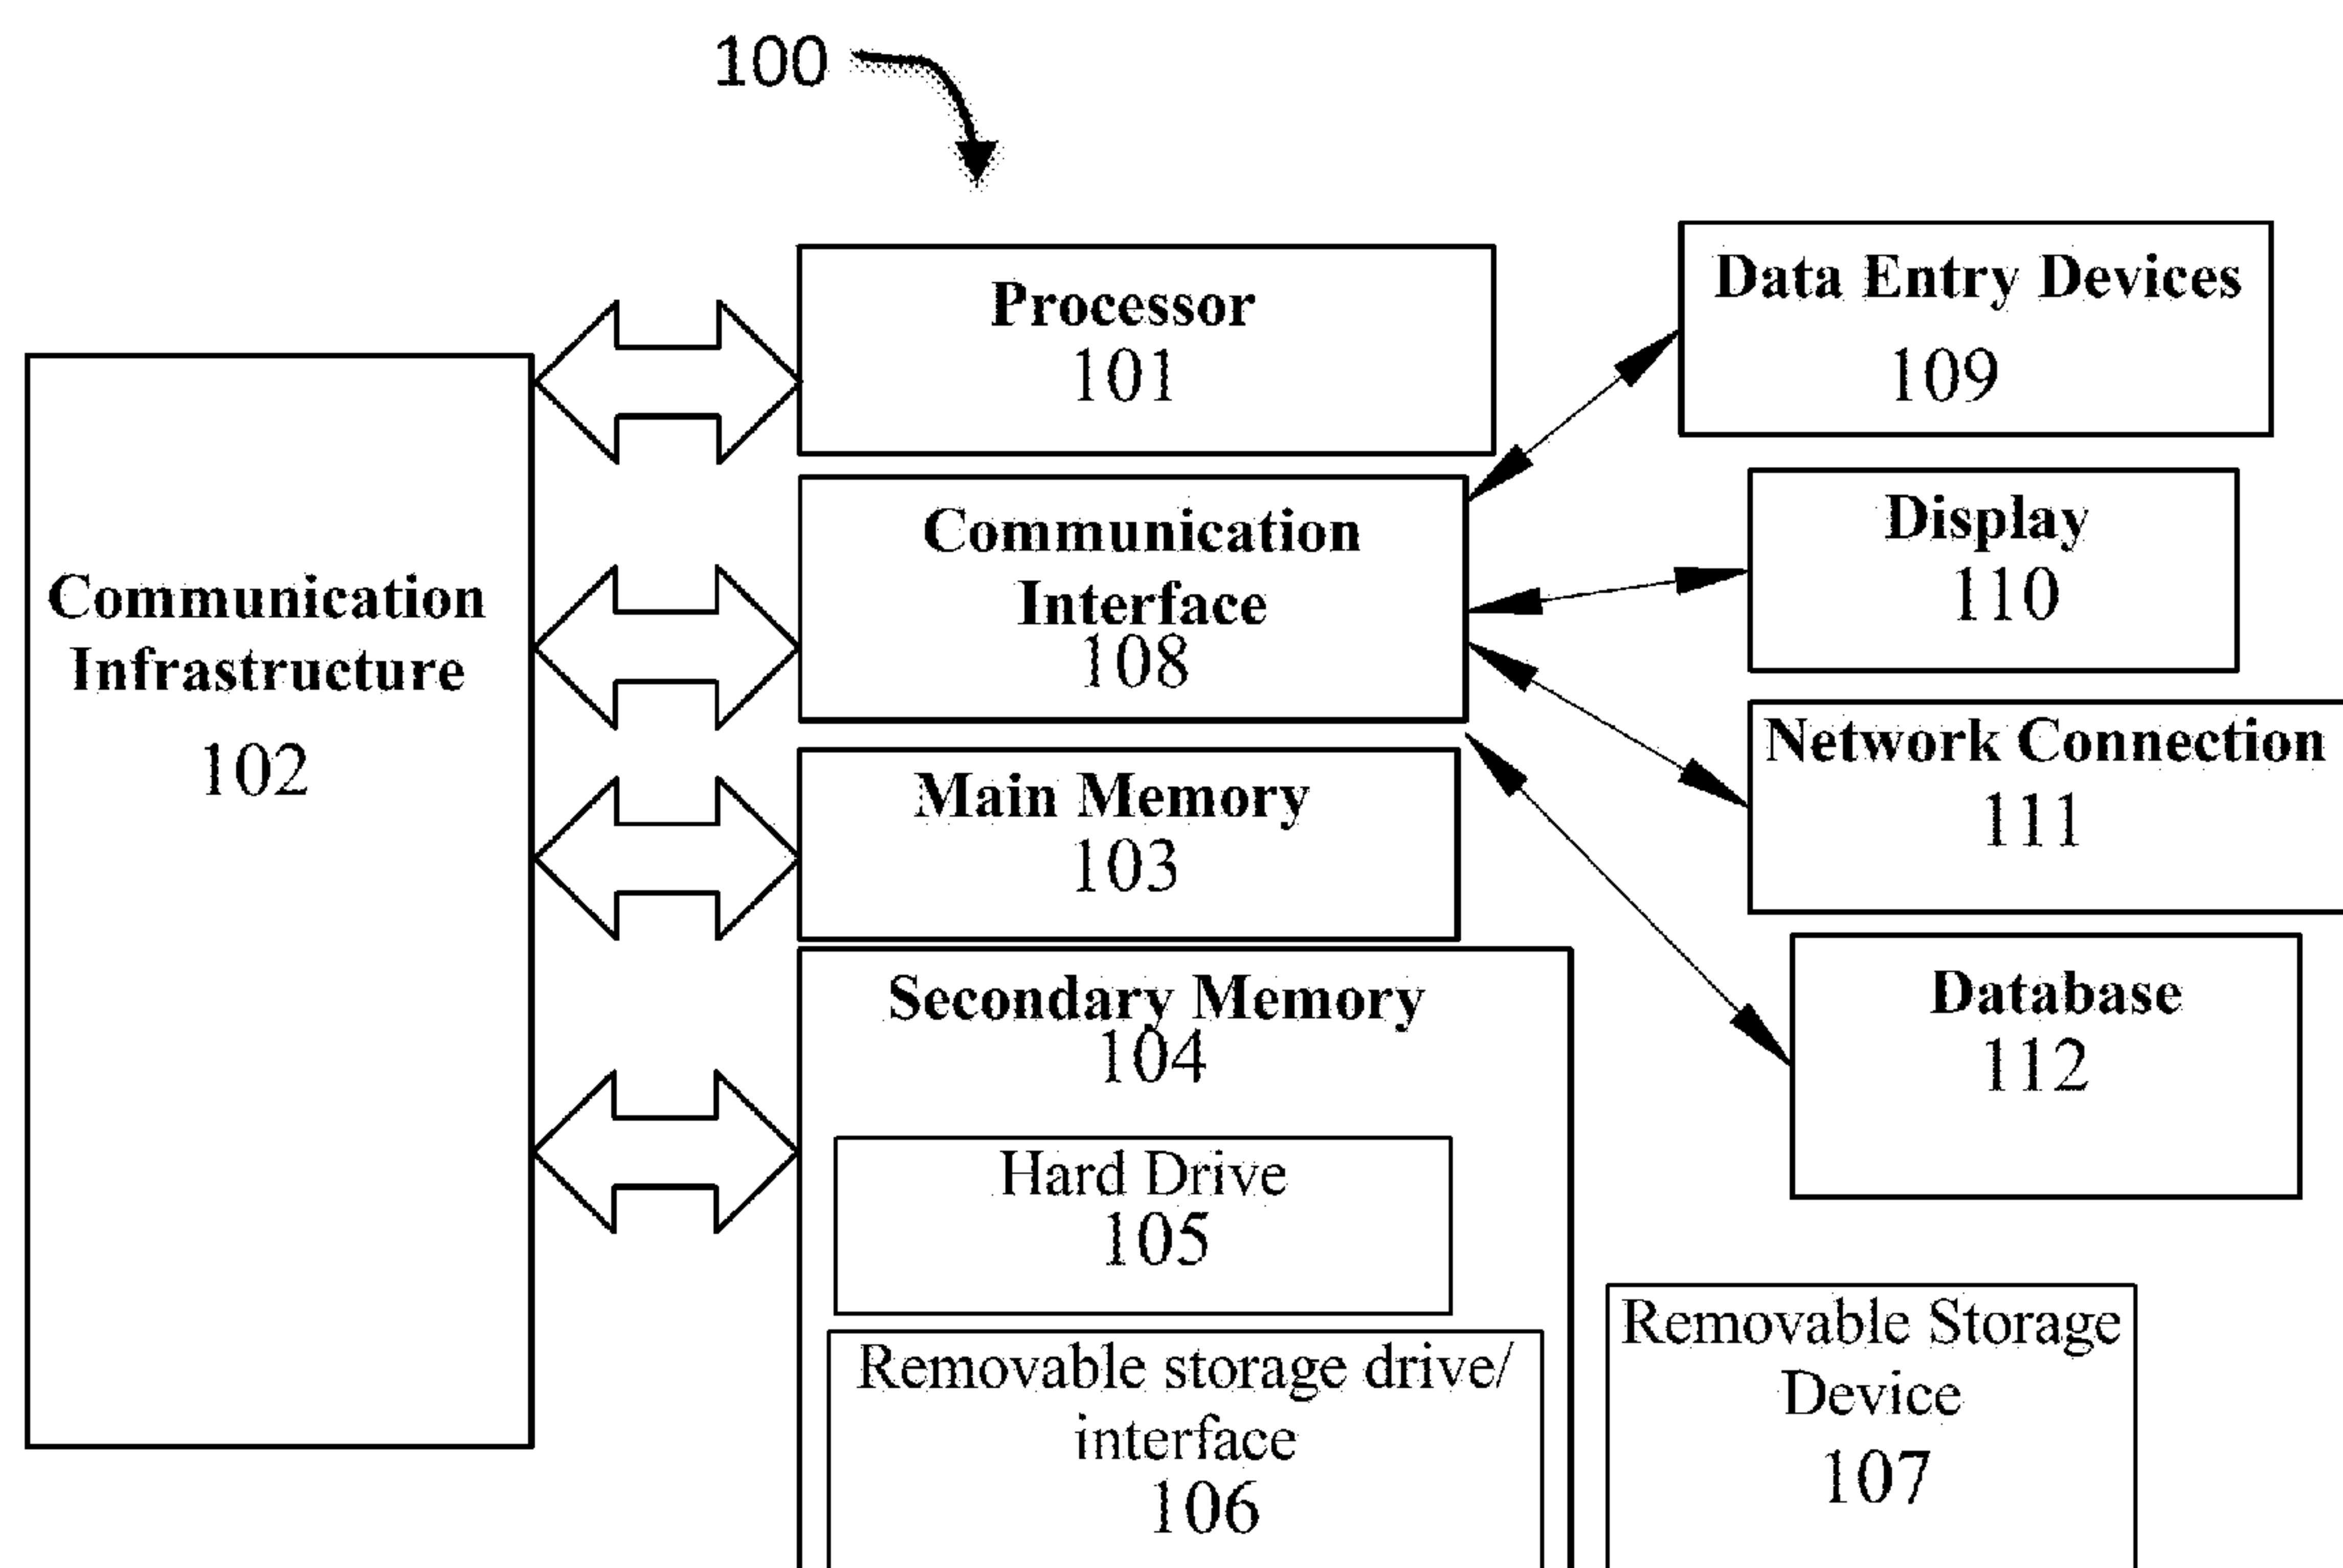 100
Processor
101
Data Entry Devices
109
Communication
Interface
108
Display
110
Communication
Infrastructure
102
Network Connection
111
Main Memory
103
Database
112
Secondary Memory
104
Hard Drive
105
Removable storage drive/
interface
106
Removable Storage
Device
107